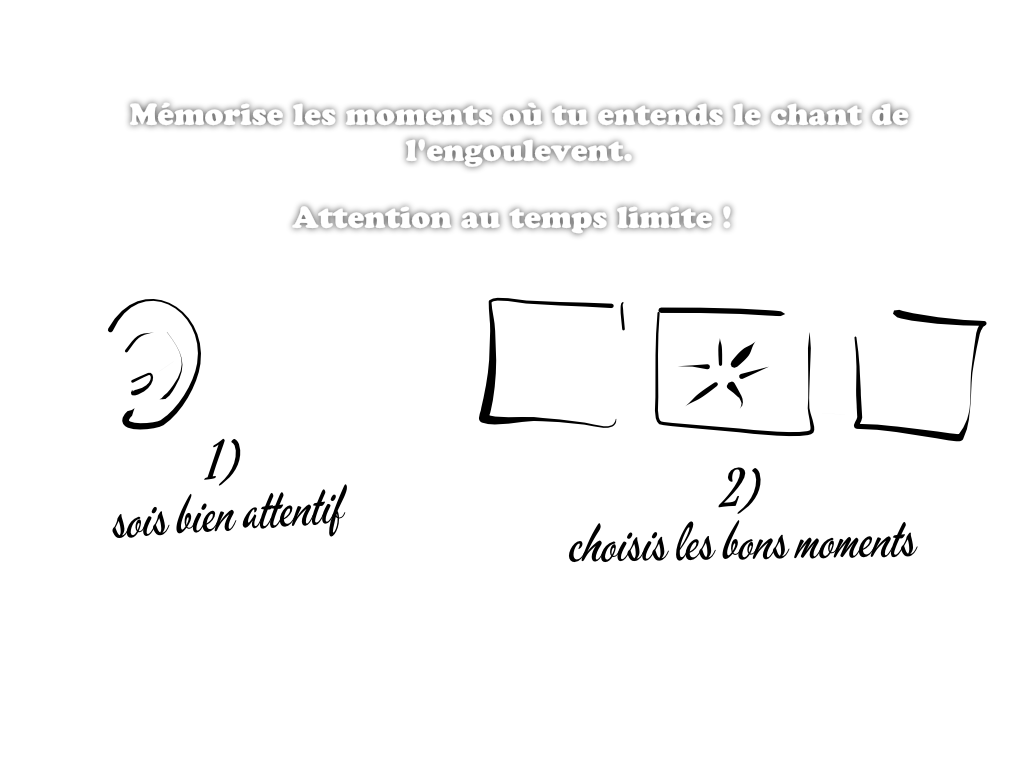 Mémorise les moments où tu entends le chant de
l'engoulevent.
Attention au temps limite !
1)
sois bien attentif
2)
choisis les bons moments